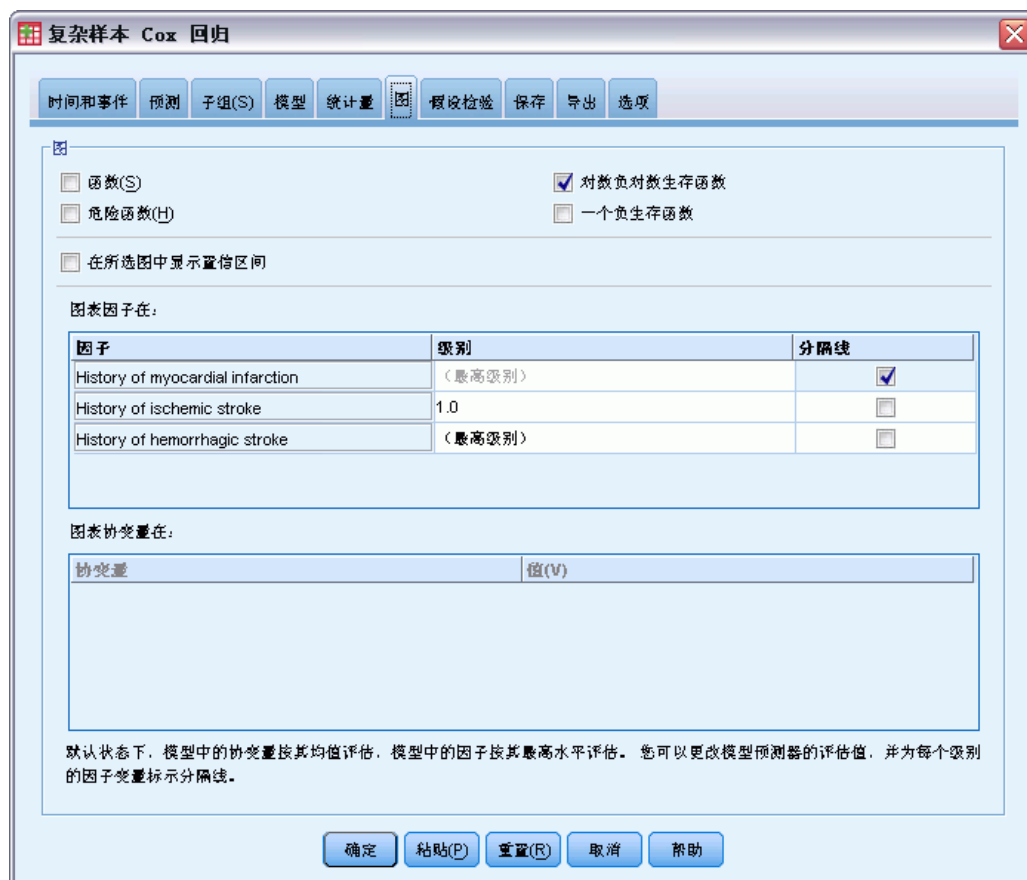 复杂样本 Cox 回归
时间和事件 预测 子组(S) 模型 统计量 图 假设检验 保存 导出 选项
图
函数(S) 对数负对数生存函数
危险函数(H) 一个负生存函数
在所选图中显示置信区间
图表因子在:
因子 级别 分隔线
History of myocardial infarction （最高级别）
History of ischemic stroke 1.0
History of hemorrhagic stroke （最高级别）
图表协变量在:
协变量 值(V)
默认状态下，模型中的协变量按其均值评估，模型中的因子按其最高水平评估。 您可以更改模型预测器的评估值，并为每个级别
的因子变量标示分隔线。
确定 粘贴(P) 重置(R) 取消 帮助